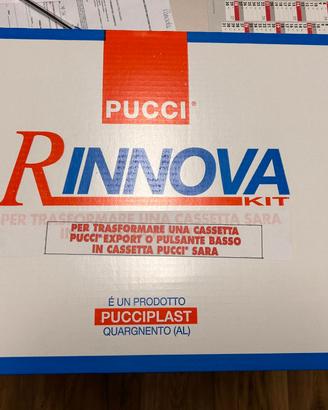 PUCCI®
RINNOVA
KIT
PER TRASFORMARE UNA CASSETTA SARA
PER TRASFORMARE UNA CASSETTA
PUCCI® EXPORT O PULSANTE BASSO
IN CASSETTA PUCCI® SARA
É UN PRODOTTO
PUCCIPLAST
QUARGNENTO (AL)